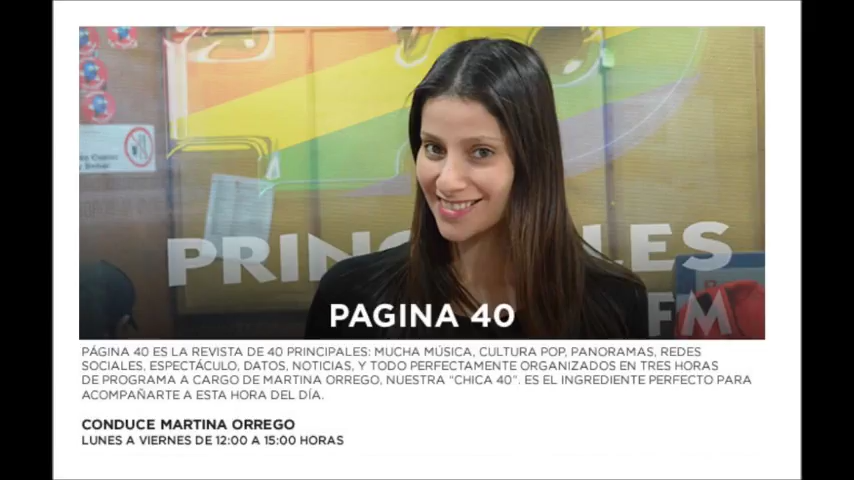 PRINCIPALES
FM
PAGINA 40
PÁGINA 40 ES LA REVISTA DE 40 PRINCIPALES: MUCHA MÚSICA, CULTURA POP, PANORAMAS, REDES
SOCIALES, ESPECTÁCULO, DATOS, NOTICIAS, Y TODO PERFECTAMENTE ORGANIZADOS EN TRES HORAS
DE PROGRAMA A CARGO DE MARTINA ORREGO, NUESTRA “CHICA 40”. ES EL INGREDIENTE PERFECTO PARA
ACOMPAÑARTE A ESTA HORA DEL DÍA.
CONDUCE MARTINA ORREGO
LUNES A VIERNES DE 12:00 A 15:00 HORAS